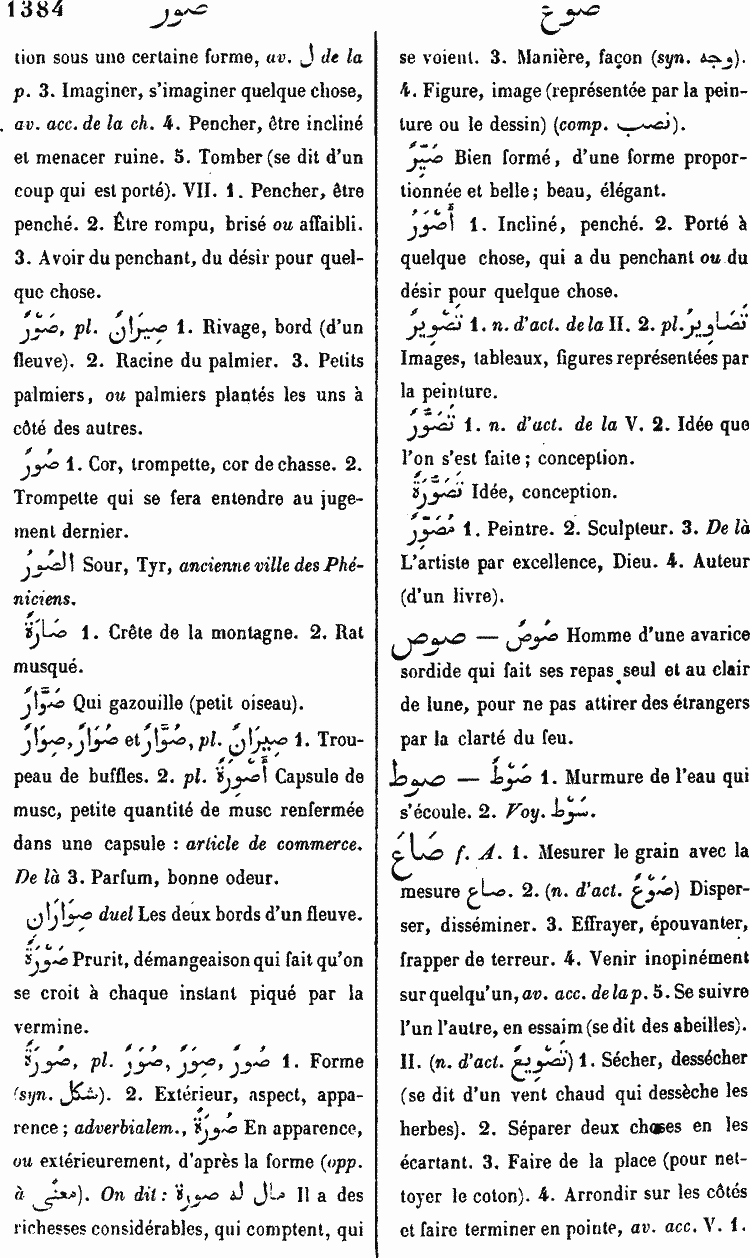 1384 صور صوع
tion sous une certaine forme, av. ل de la
p. 3. Imaginer, s'imaginer quelque chose,
av. acc. de la ch. 4. Pencher, être incliné
et menacer ruine. 5. Tomber (se dit d'un
coup qui est porté). VII. 1. Pencher, être
penché. 2. Être rompu, brisé ou affaibli.
3. Avoir du penchant, du désir pour quel-
que chose.
صَوْرٌ, pl. صِيرَانٌ 1. Rivage, bord (d'un
fleuve). 2. Racine du palmier. 3. Petits
palmiers, ou palmiers plantés les uns à
côté des autres.
صُورٌ 1. Cor, trompette, cor de chasse. 2.
Trompette qui se fera entendre au juge-
ment dernier.
الصُورُ Sour, Tyr, ancienne ville des Phé-
niciens.
صَارَةٌ 1. Crête de la montagne. 2. Rat
musqué.
صَوَّارٌ Qui gazouille (petit oiseau).
صِوَارٌ, صُوَارٌ et صِوَّارٌ, pl. صِيرَانٌ 1. Trou-
peau de buffles. 2. pl. أَصْوِرَةٌ Capsule de
musc, petite quantité de musc renfermée
dans une capsule : article de commerce.
De là 3. Parfum, bonne odeur.
صِوَارَانِ duel Les deux bords d'un fleuve.
صَوْرَةٌ Prurit, démangeaison qui fait qu'on
se croit à chaque instant piqué par la
vermine.
صُورَةٌ, pl. صُوَرٌ, صِوَرٌ, صُورٌ 1. Forme
(syn. شكل). 2. Extérieur, aspect, appa-
rence ; adverbialem., صُورَةً En apparence,
ou extérieurement, d'après la forme (opp.
à معنًى). On dit : مال له صورة Il a des
richesses considérables, qui comptent, qui
se voient. 3. Manière, façon (syn. وجه).
4. Figure, image (représentée par la pein-
ture ou le dessin) (comp. نصب).
صَيِّرٌ Bien formé, d'une forme propor-
tionnée et belle ; beau, élégant.
أَصْوَرُ 1. Incliné, penché. 2. Porté à
quelque chose, qui a du penchant ou du
désir pour quelque chose.
تَصْوِيرٌ 1. n. d'act. de la II. 2. pl. تَصَاوِيرُ
Images, tableaux, figures représentées par
la peinture.
تَصَوُّرٌ 1. n. d'act. de la V. 2. Idée que
l'on s'est faite ; conception.
تَصَوُّرَةٌ Idée, conception.
مُصَوِّرٌ 1. Peintre. 2. Sculpteur. 3. De là
L'artiste par excellence, Dieu. 4. Auteur
(d'un livre).
صوص — صُوصٌ Homme d'une avarice
sordide qui fait ses repas seul et au clair
de lune, pour ne pas attirer des étrangers
par la clarté du feu.
صوط — صَوْطٌ 1. Murmure de l'eau qui
s'écoule. 2. Voy. سَوْط.
صَاعَ f. A. 1. Mesurer le grain avec la
mesure صاع. 2. (n. d'act. صَوْعٌ) Disper-
ser, disséminer. 3. Effrayer, épouvanter,
frapper de terreur. 4. Venir inopinément
sur quelqu'un, av. acc. de la p. 5. Se suivre
l'un l'autre, en essaim (se dit des abeilles).
II. (n. d'act. تَصْوِيعٌ) 1. Sécher, dessécher
(se dit d'un vent chaud qui dessèche les
herbes). 2. Séparer deux choses en les
écartant. 3. Faire de la place (pour net-
toyer le coton). 4. Arrondir sur les côtés
et faire terminer en pointe, av. acc. V. 1.